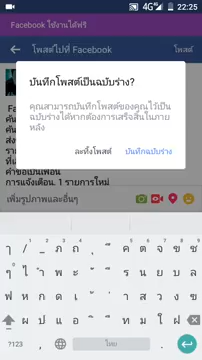 4G 22:25
Facebook ใช้งานได้ฟรี
โพสต์ไปที่ Facebook
โพสต์
บันทึกโพสต์เป็นฉบับร่าง?
คุณสามารถบันทึกโพสต์ของคุณไว้เป็น
ฉบับร่างได้หากต้องการเสร็จสิ้นในภาย
หลัง
ละทิ้งโพสต์ บันทึกฉบับร่าง
คำขอเป็นเพื่อน
การแจ้งเตือน. 1 รายการใหม่
เพิ่มรูปภาพและอื่นๆ
ๅ / _ ภ ถ ุ ึ ค ต จ ข ช
ๆ ไ ำ พ ะ ั ี ร น ย บ ล
ฟ ห ก ด เ ้ ่ า ส ว ง ข
ผ ป แ อ ิ ื ท ม ใ ฝ
?123 , ไทย .